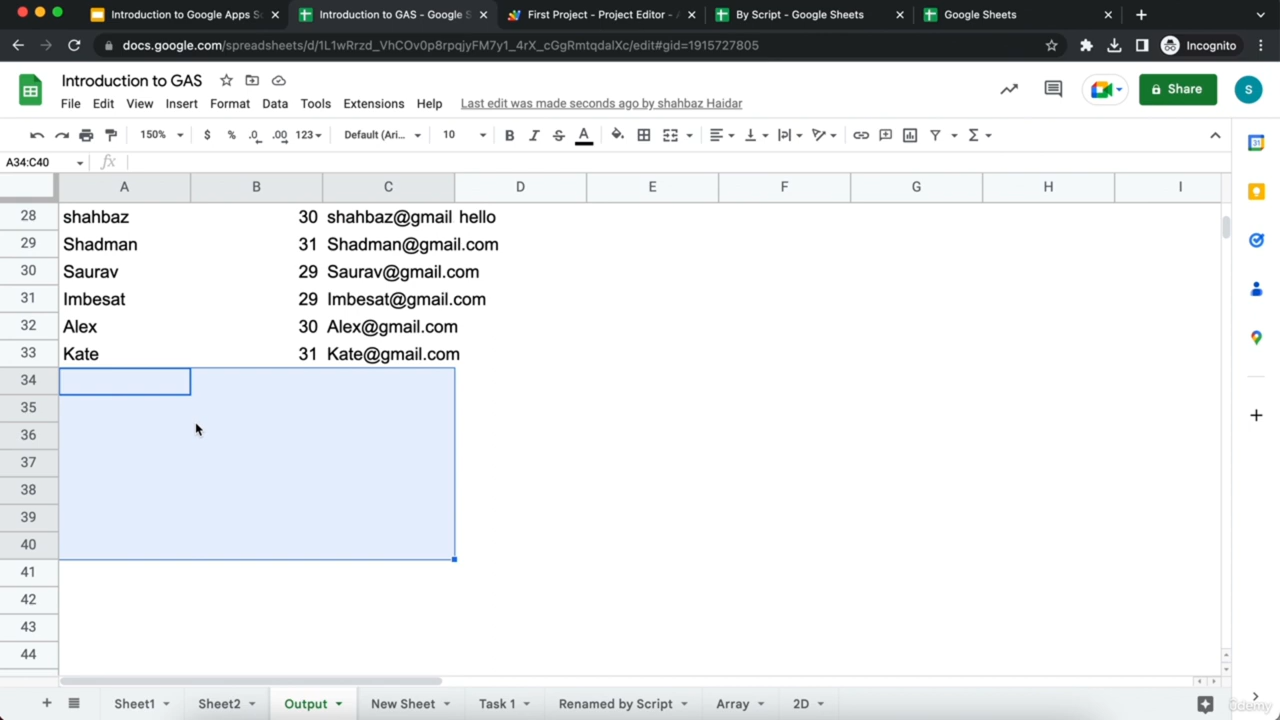 Introduction to Google Apps Sc
Introduction to GAS - Google S
First Project - Project Editor - A
By Script - Google Sheets
Google Sheets
docs.google.com/spreadsheets/d/1L1wRrzd_VhCOv0p8rpqjyFM7y1_4rX_cGgRmtqdalXc/edit#gid=1915727805
Incognito
Introduction to GAS
File Edit View Insert Format Data Tools Extensions Help Last edit was made seconds ago by shahbaz Haidar
Share
S
150% $ % .0 .00 123 Default (Ari... 10 B I S A
A34:C40 fx
A B C D E F G H I
28 shahbaz 30 shahbaz@gmail hello
29 Shadman 31 Shadman@gmail.com
30 Saurav 29 Saurav@gmail.com
31 Imbesat 29 Imbesat@gmail.com
32 Alex 30 Alex@gmail.com
33 Kate 31 Kate@gmail.com
34
35
36
37
38
39
40
41
42
43
44
Sheet1 Sheet2 Output New Sheet Task 1 Renamed by Script Array 2D
ûdemy